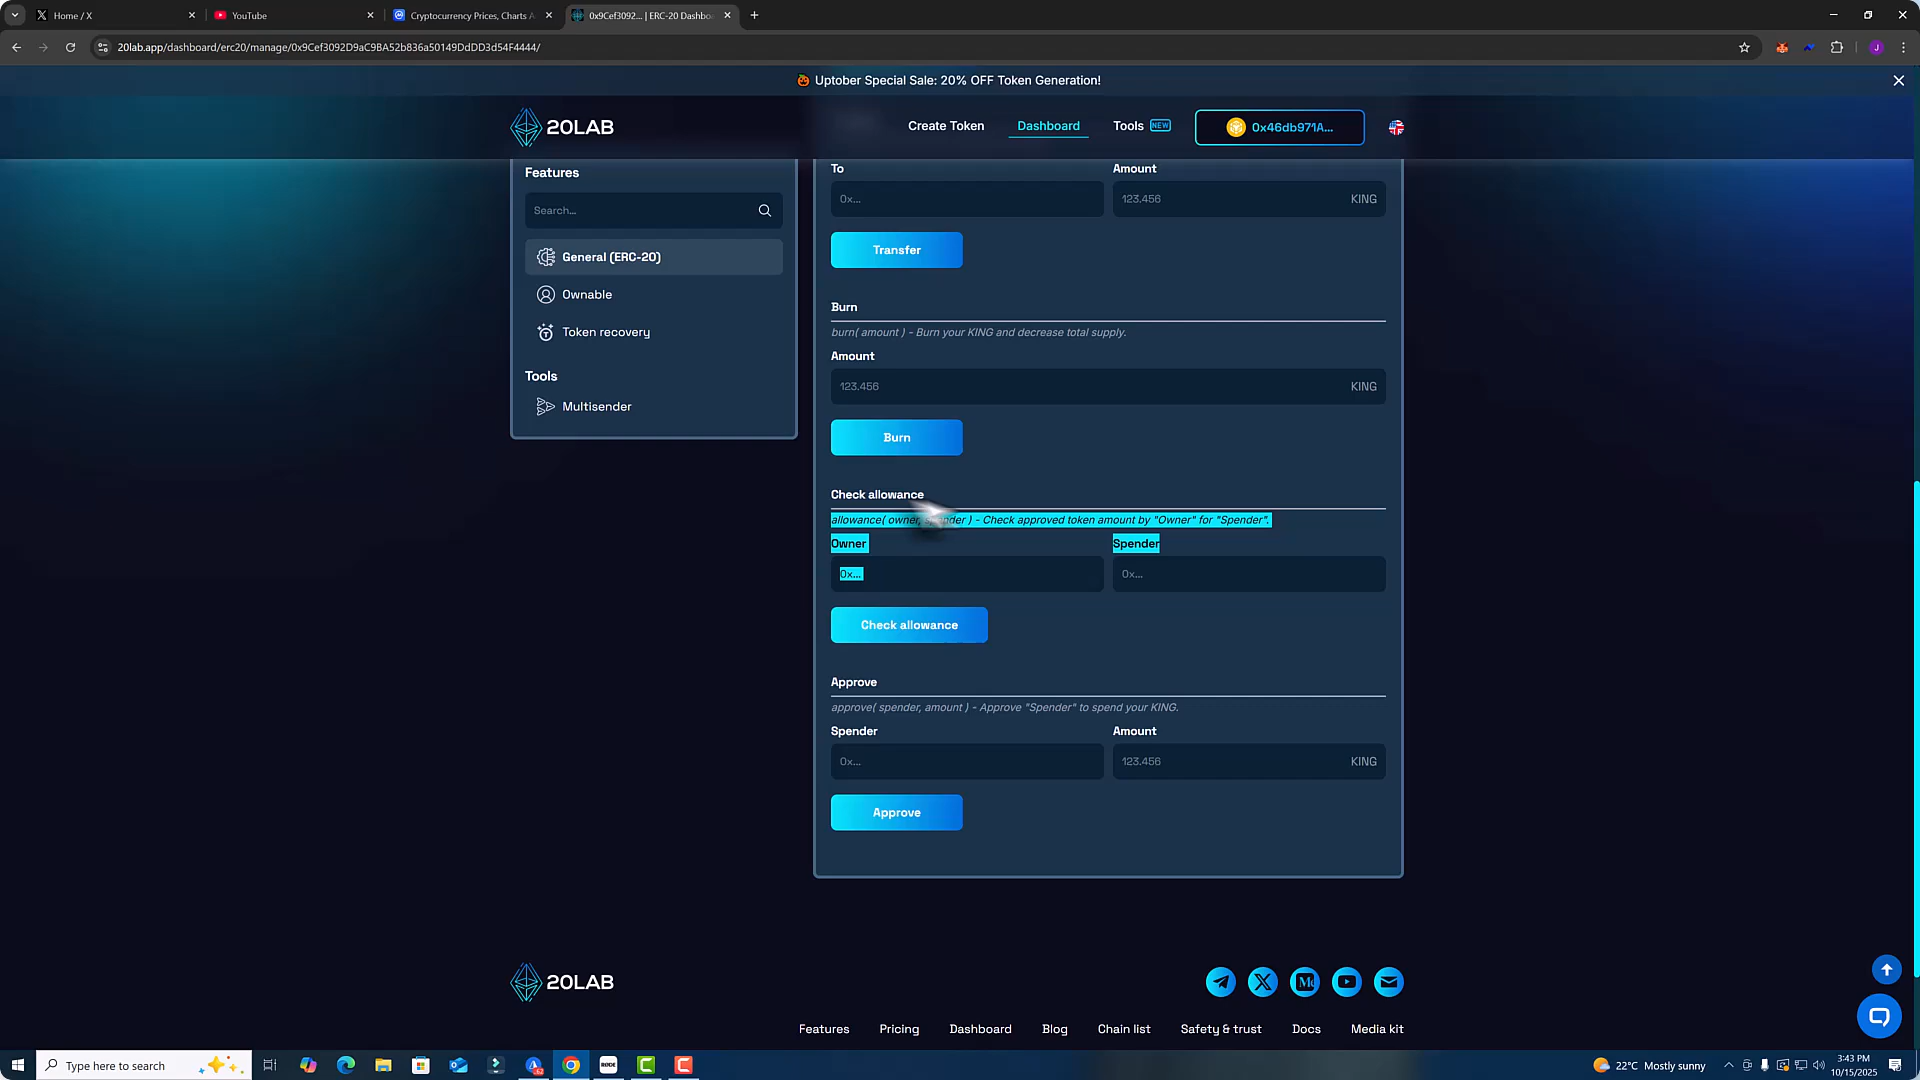 Home / X
YouTube
Cryptocurrency Prices, Charts A
0x9Cef3092... | ERC-20 Dashbo
20lab.app/dashboard/erc20/manage/0x9Cef3092D9aC9BA52b836a50149DdDD3d54F4444/
J
🎃 Uptober Special Sale: 20% OFF Token Generation!
20LAB
Create Token
Dashboard
Tools NEW
0x46db971A...
Features
Search...
General (ERC-20)
Ownable
Token recovery
Tools
Multisender
To
Amount
0x...
123.456
KING
Transfer
Burn
burn( amount ) - Burn your KING and decrease total supply.
Amount
123.456
KING
Burn
Check allowance
allowance( owner, spender ) - Check approved token amount by "Owner" for "Spender".
Owner
Spender
0x...
0x...
Check allowance
Approve
approve( spender, amount ) - Approve "Spender" to spend your KING.
Spender
Amount
0x...
123.456
KING
Approve
20LAB
Features
Pricing
Dashboard
Blog
Chain list
Safety & trust
Docs
Media kit
Type here to search
RØDE
22°C Mostly sunny
3:43 PM
10/15/2025